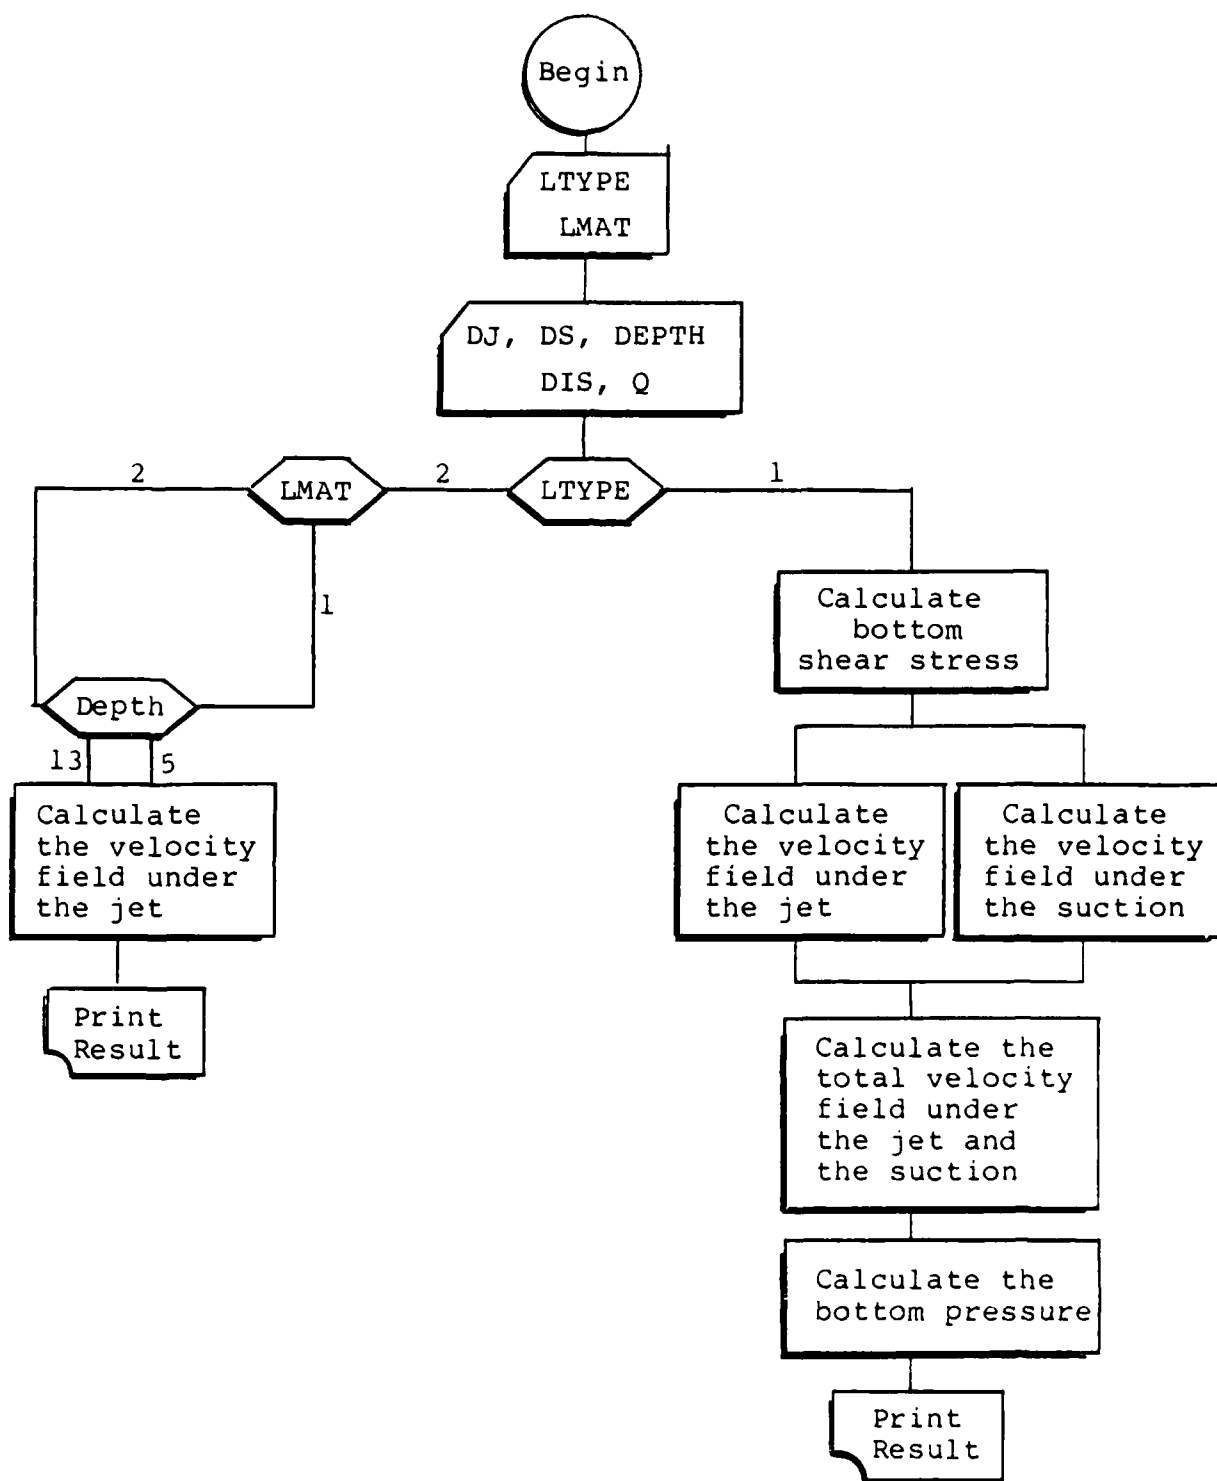 Begin
LTYPE
LMAT
DJ, DS, DEPTH
DIS, Q
2
LMAT
2
LTYPE
1
1
Depth
13
5
Calculate
the velocity
field under
the jet
Print
Result
Calculate
bottom
shear stress
Calculate
the velocity
field under
the jet
Calculate
the velocity
field under
the suction
Calculate the
total velocity
field under
the jet and
the suction
Calculate the
bottom pressure
Print
Result